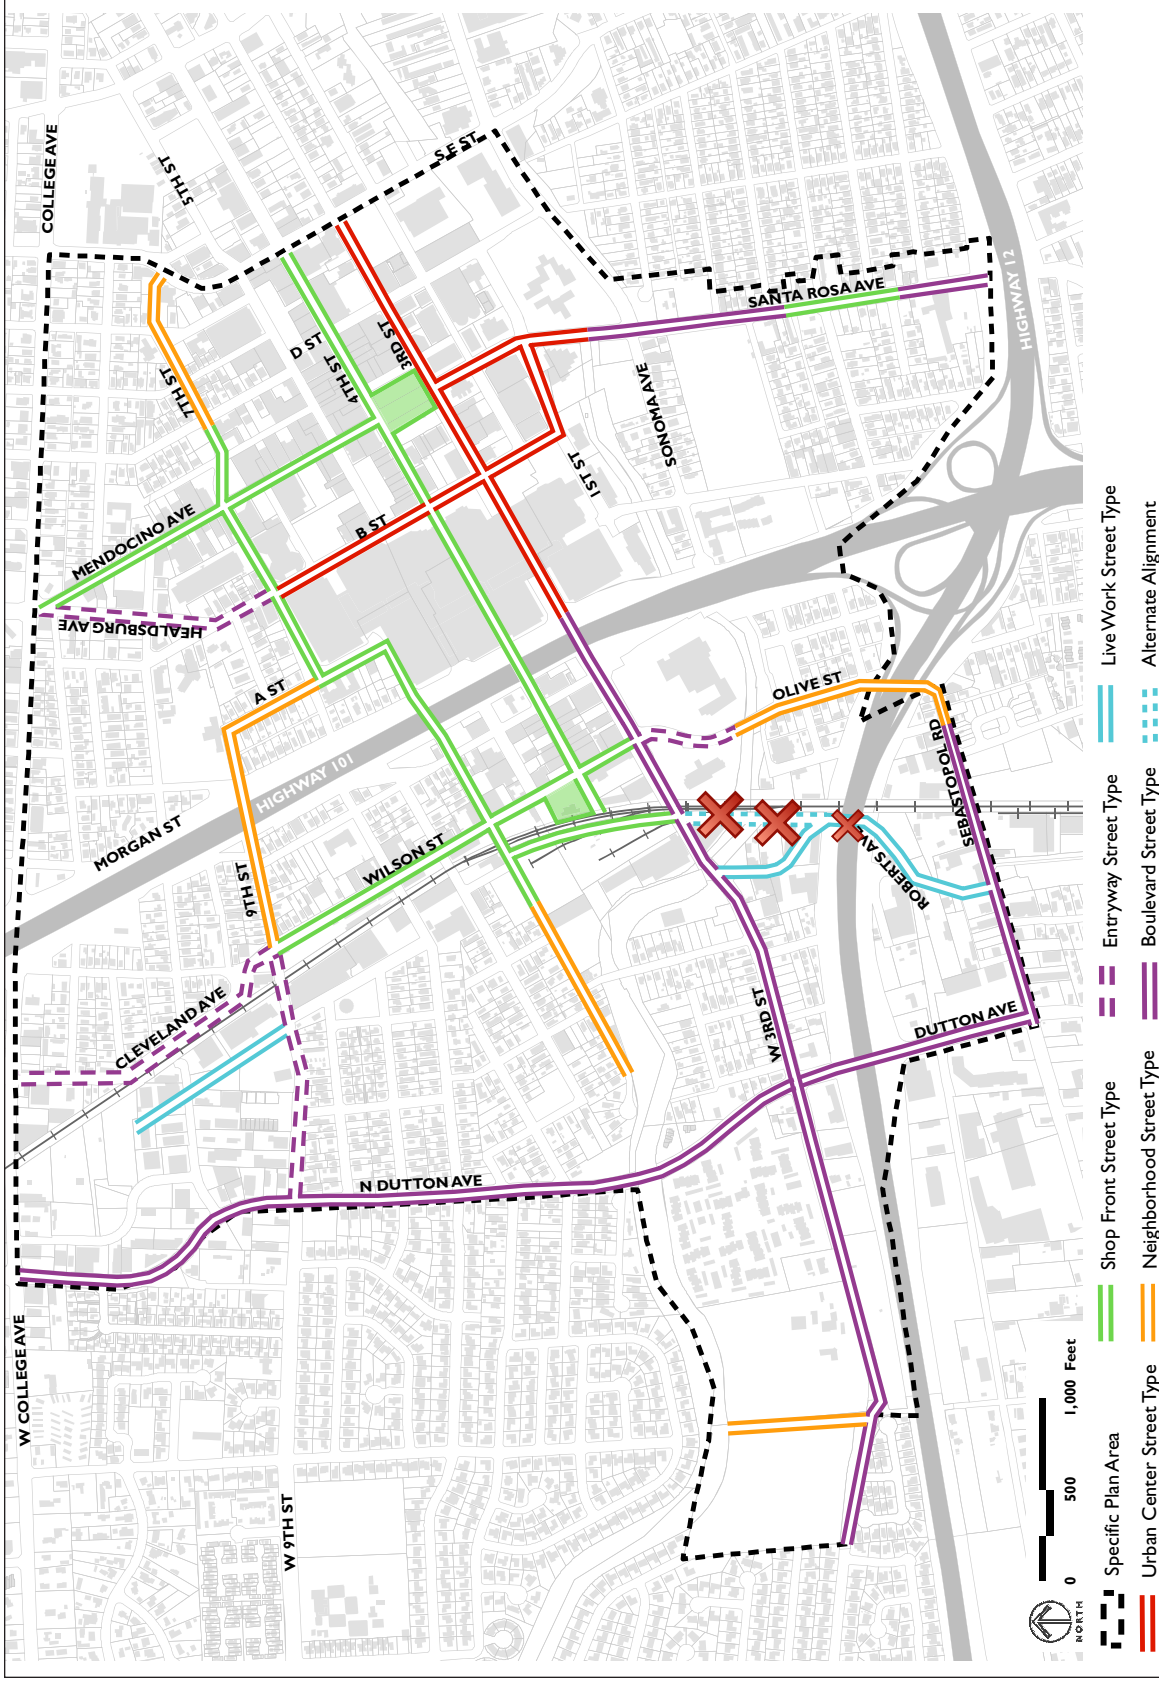 COLLEGE AVE
5TH ST
S E ST
7TH ST
D ST
4TH ST
3RD ST
SANTA ROSA AVE
HIGHWAY 12
SONOMA AVE
1ST ST
MENDOCINO AVE
B ST
HEALDSBURG AVE
A ST
HIGHWAY 101
MORGAN ST
OLIVE ST
SEBASTOPOL RD
9TH ST
WILSON ST
ROBERTS AVE
CLEVELAND AVE
W 3RD ST
DUTTON AVE
N DUTTON AVE
W COLLEGE AVE
W 9TH ST
NORTH
0 500 1,000 Feet
Specific Plan Area
Shop Front Street Type
Entryway Street Type
Live Work Street Type
Urban Center Street Type
Neighborhood Street Type
Boulevard Street Type
Alternate Alignment